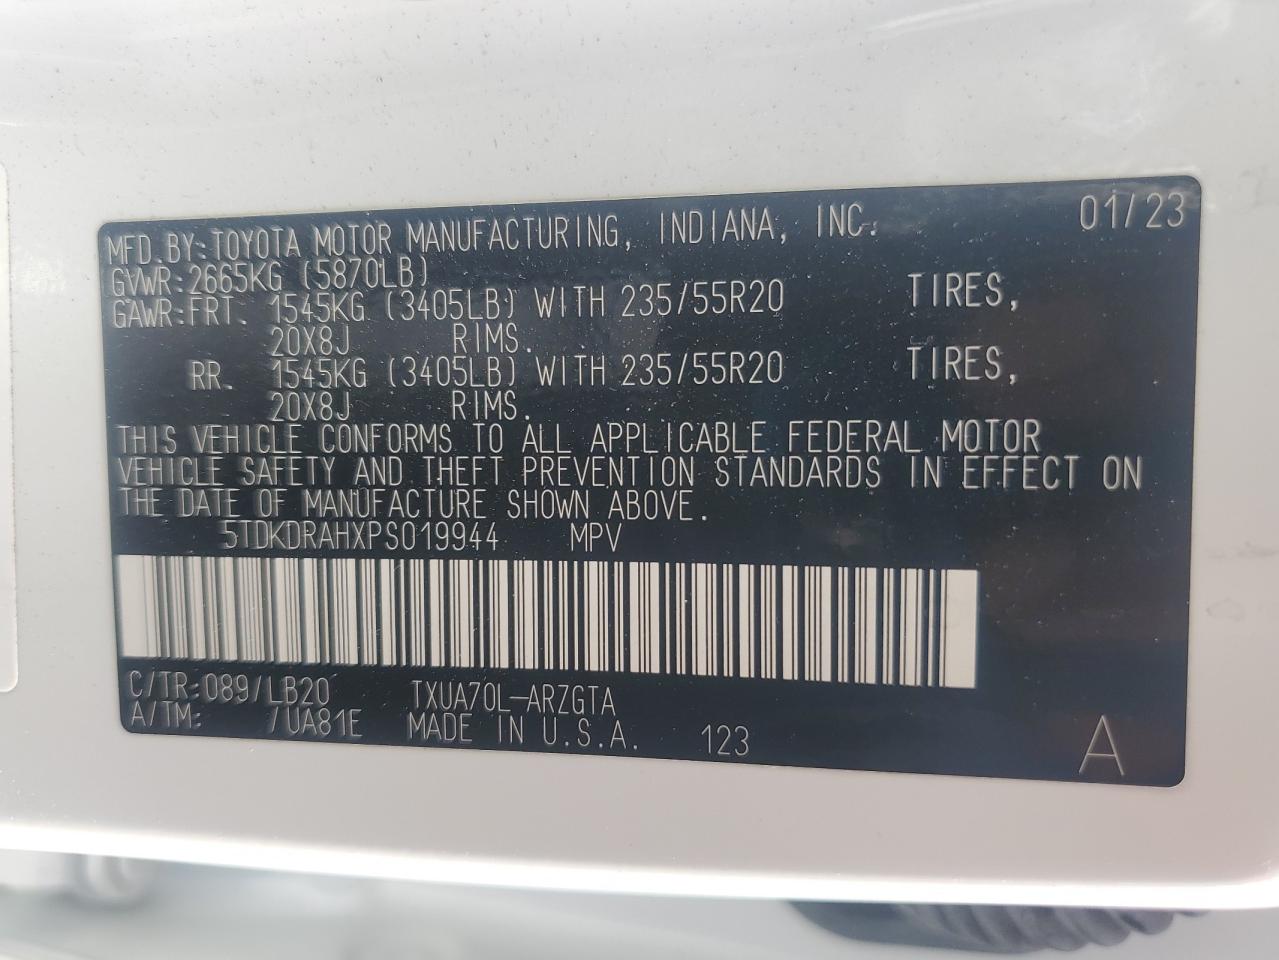 MFD.BY:TOYOTA MOTOR MANUFACTURING, INDIANA, INC. 01/23
GVWR:2665KG (5870LB)
GAWR:FRT. 1545KG (3405LB) WITH 235/55R20 TIRES,
20X8J RIMS.
RR. 1545KG (3405LB) WITH 235/55R20 TIRES,
20X8J RIMS.
THIS VEHICLE CONFORMS TO ALL APPLICABLE FEDERAL MOTOR
VEHICLE SAFETY AND THEFT PREVENTION STANDARDS IN EFFECT ON
THE DATE OF MANUFACTURE SHOWN ABOVE.
5TDKDRAHXPS019944 MPV
C/TR:089/LB20 TXUA70L-ARZGTA
A/TM: /UA81E MADE IN U.S.A. 123 A